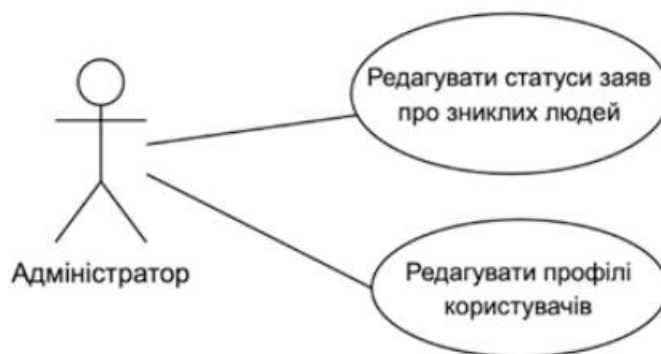 Редагувати статуси заяв
про зниклих людей
Адміністратор
Редагувати профілі
користувачів